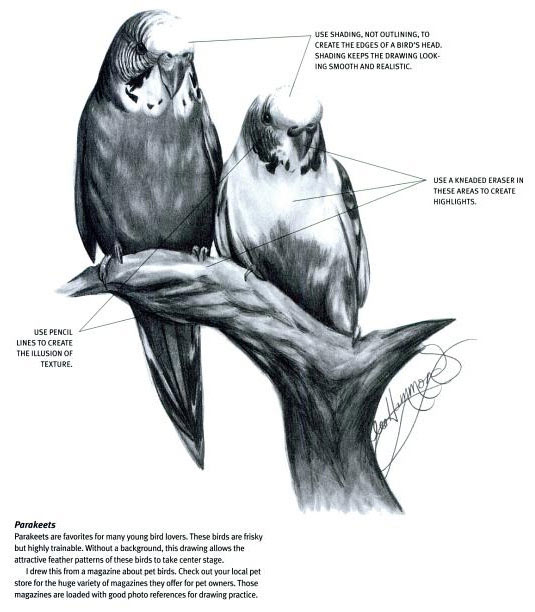 USE SHADING, NOT OUTLINING, TO
CREATE THE EDGES OF A BIRD'S HEAD.
SHADING KEEPS THE DRAWING LOOK-
ING SMOOTH AND REALISTIC.
USE A KNEADED ERASER IN
THESE AREAS TO CREATE
HIGHLIGHTS.
USE PENCIL
LINES TO CREATE
THE ILLUSION OF
TEXTURE.
Parakeets
Parakeets are favorites for many young bird lovers. These birds are frisky
but highly trainable. Without a background, this drawing allows the
attractive feather patterns of these birds to take center stage.
I drew this from a magazine about pet birds. Check out your local pet
store for the huge variety of magazines they offer for pet owners. Those
magazines are loaded with good photo references for drawing practice.